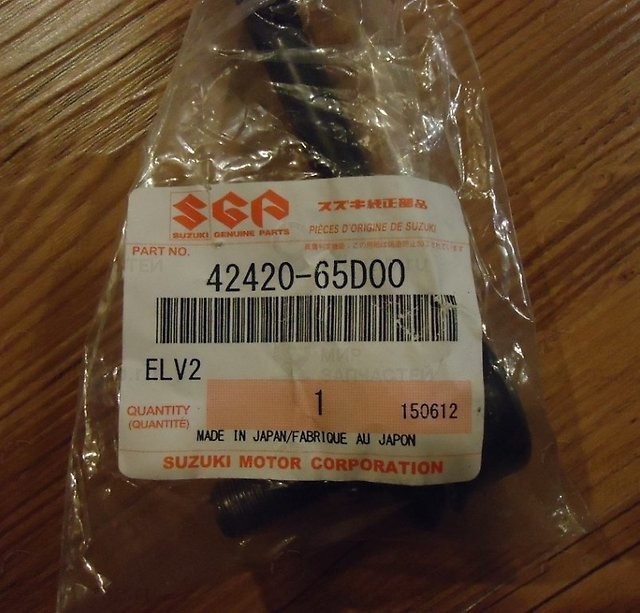 SGP
SUZUKI GENUINE PARTS
スズキ純正部品
PIÈCES D'ORIGINE DE SUZUKI
PART NO.
42420-65D00
ELV2
QUANTITY
(QUANTITÉ)
1
150612
MADE IN JAPAN/FABRIQUE AU JAPON
SUZUKI MOTOR CORPORATION